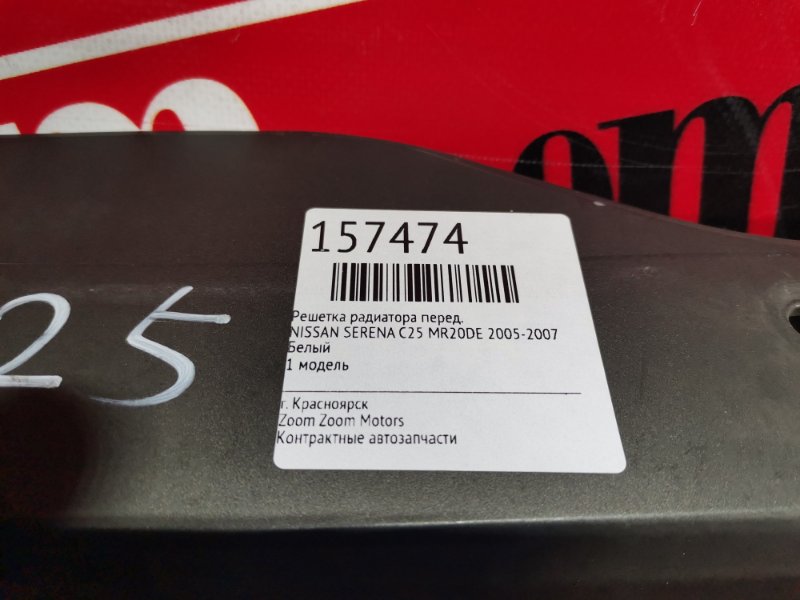 om
157474
Решетка радиатора перед.
NISSAN SERENA C25 MR20DE 2005-2007
Белый
1 модель
г. Красноярск
Zoom Zoom Motors
Контрактные автозапчасти
25